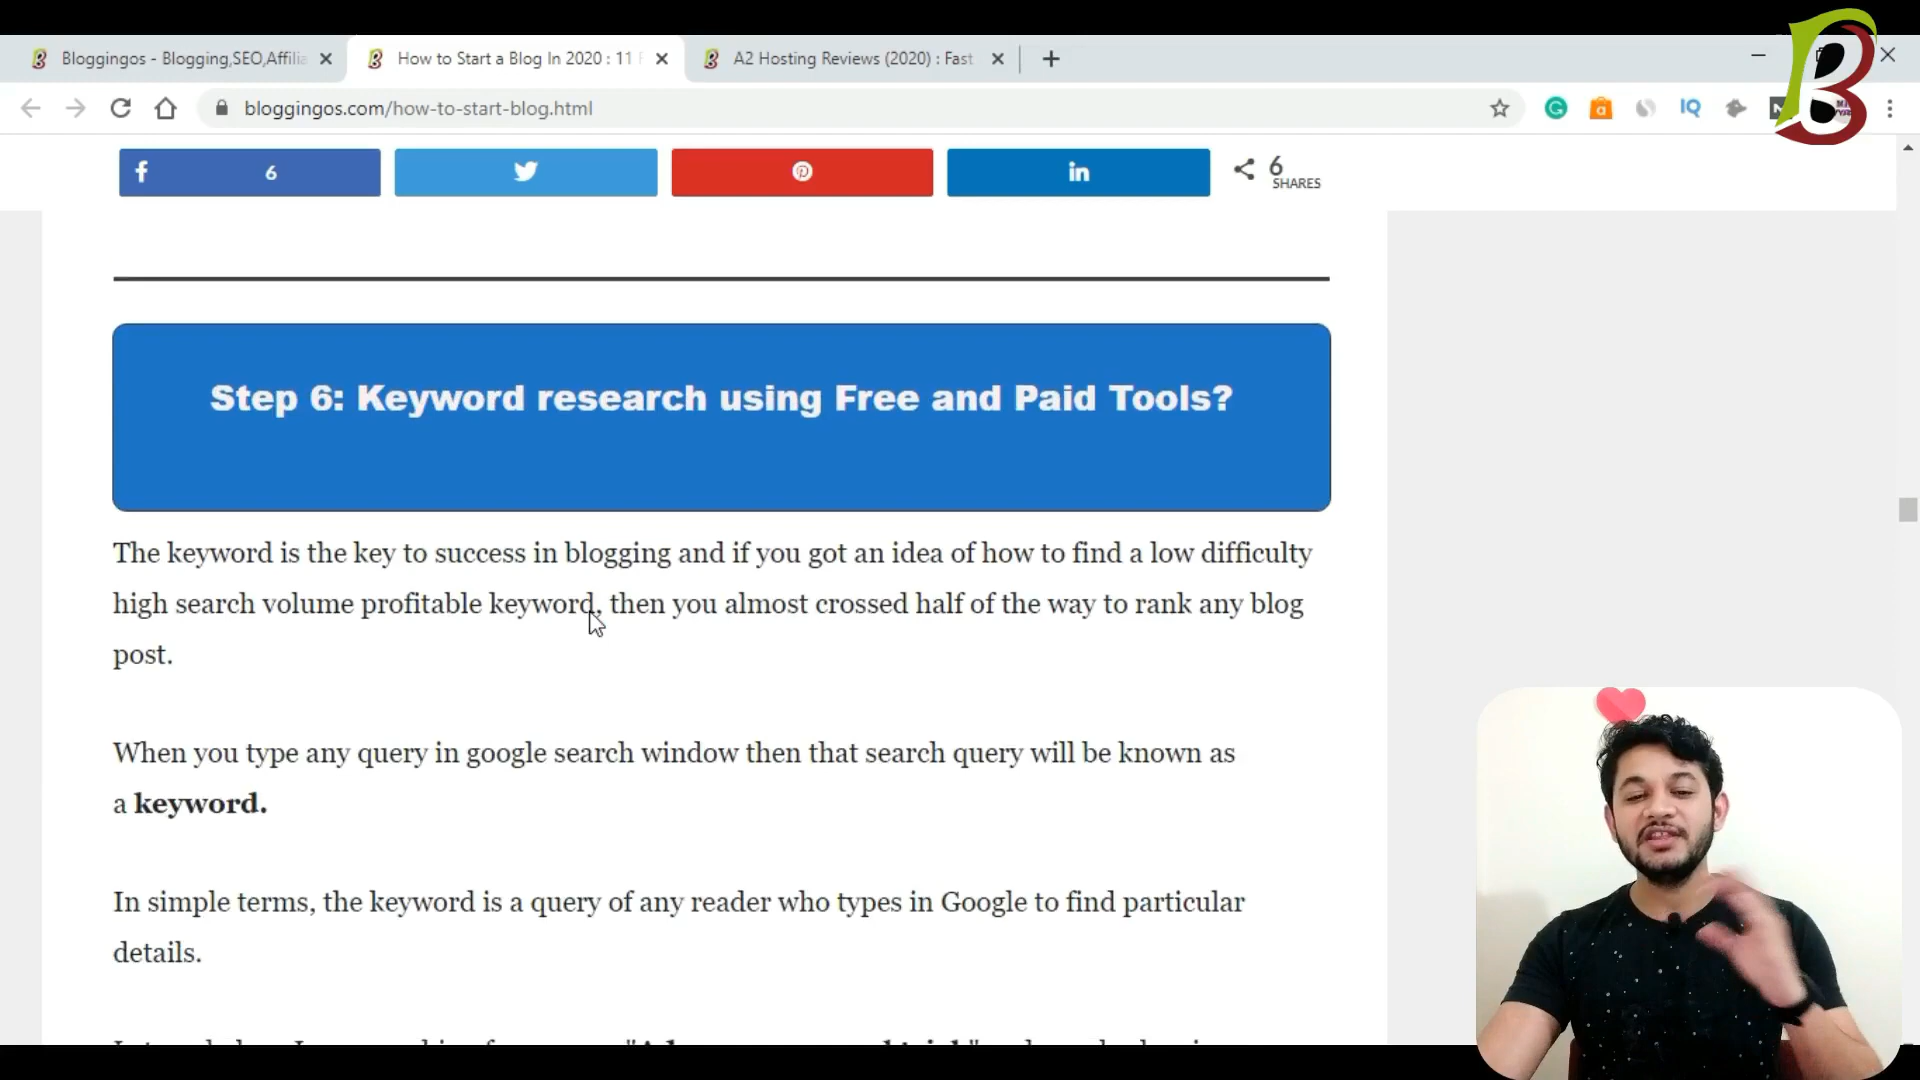 Bloggingos - Blogging,SEO,Affilia
How to Start a Blog In 2020 : 11
A2 Hosting Reviews (2020) : Fast
bloggingos.com/how-to-start-blog.html
6
6
SHARES
Step 6: Keyword research using Free and Paid Tools?
The keyword is the key to success in blogging and if you got an idea of how to find a low difficulty
high search volume profitable keyword, then you almost crossed half of the way to rank any blog
post.
When you type any query in google search window then that search query will be known as
a keyword.
In simple terms, the keyword is a query of any reader who types in Google to find particular
details.